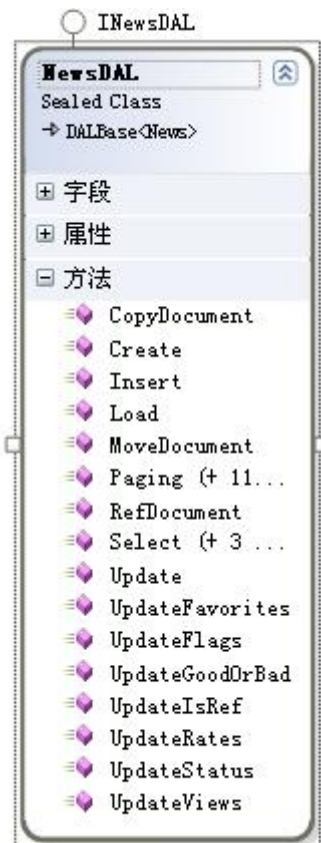 INewsDAL
NewsDAL
Sealed Class
DALBase<News>
字段
属性
方法
CopyDocument
Create
Insert
Load
MoveDocument
Paging (+ 11...
RefDocument
Select (+ 3 ...
Update
UpdateFavorites
UpdateFlags
UpdateGoodOrBad
UpdateIsRef
UpdateRates
UpdateStatus
UpdateViews